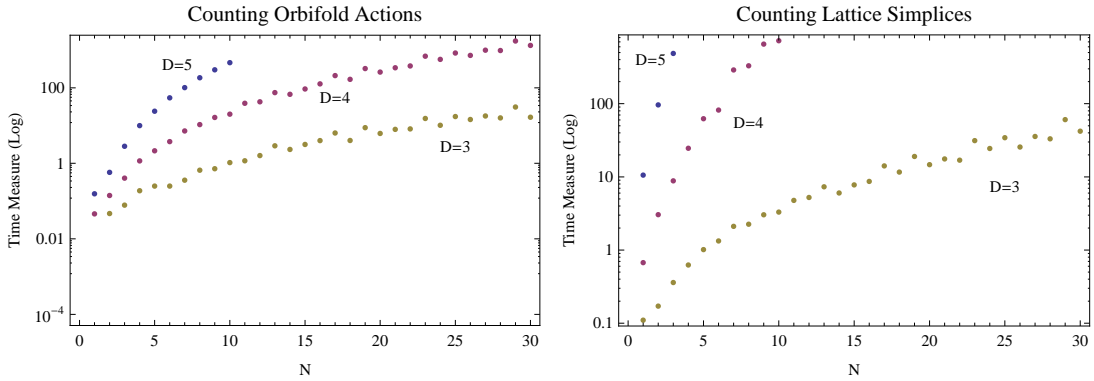 Counting Orbifold Actions
Time Measure (Log)
100
1
0.01
10⁻⁴
D=5
D=4
D=3
0 5 10 15 20 25 30
N
Counting Lattice Simplices
Time Measure (Log)
100
10
1
0.1
D=5
D=4
D=3
0 5 10 15 20 25 30
N